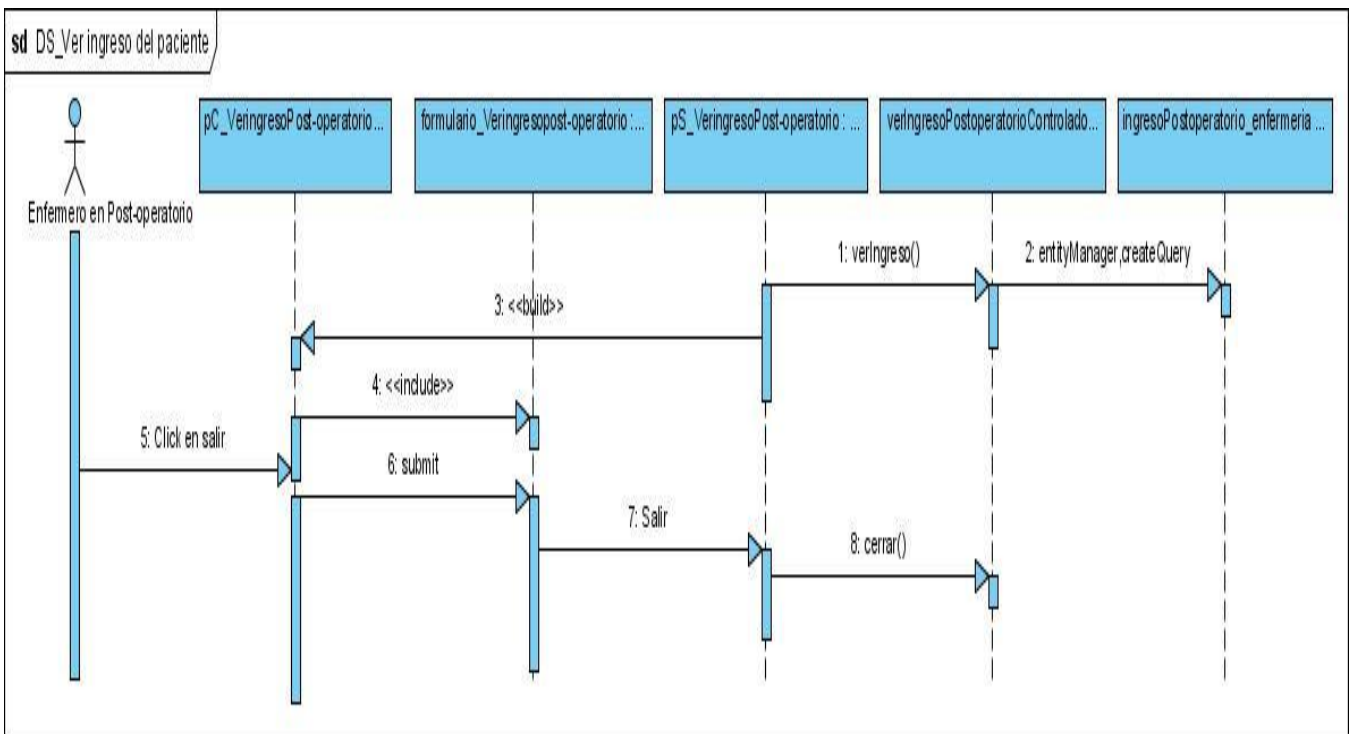 sd DS_Ver ingreso del paciente
pC_VeringresoPost-operatorio...
formulario_Veringresopost-operatorio :...
pS_VeringresoPost-operatorio : ...
verIngresoPostoperatorioControlado...
ingresoPostoperatorio_enfermeria ...
Enfermero en Post-operatorio
1: verIngreso()
2: entityManager,createQuery
3: <<build>>
4: <<include>>
5: Click en salir
6: submit
7: Salir
8: cerrar()